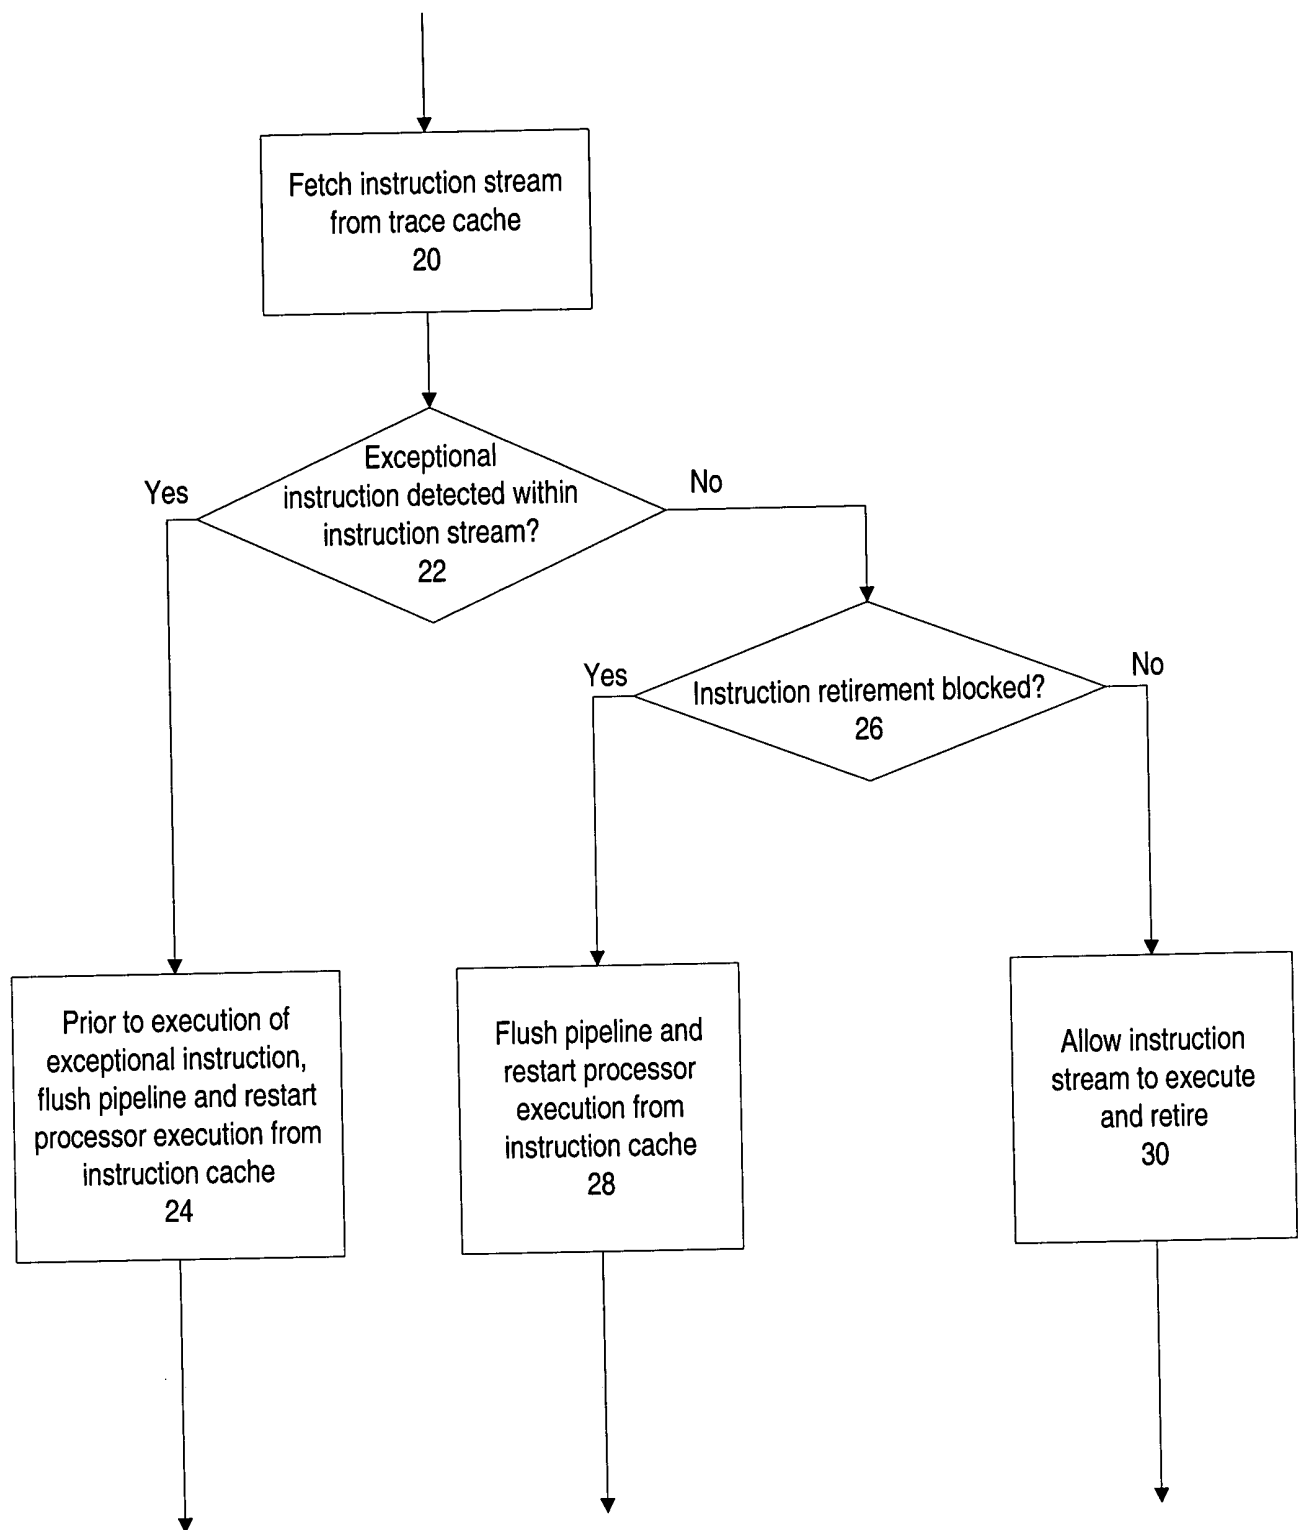 Fetch instruction stream
from trace cache
20
Exceptional
instruction detected within
instruction stream?
22
Yes
No
Instruction retirement blocked?
26
Yes
No
Prior to execution of
exceptional instruction,
flush pipeline and restart
processor execution from
instruction cache
24
Flush pipeline and
restart processor
execution from
instruction cache
28
Allow instruction
stream to execute
and retire
30